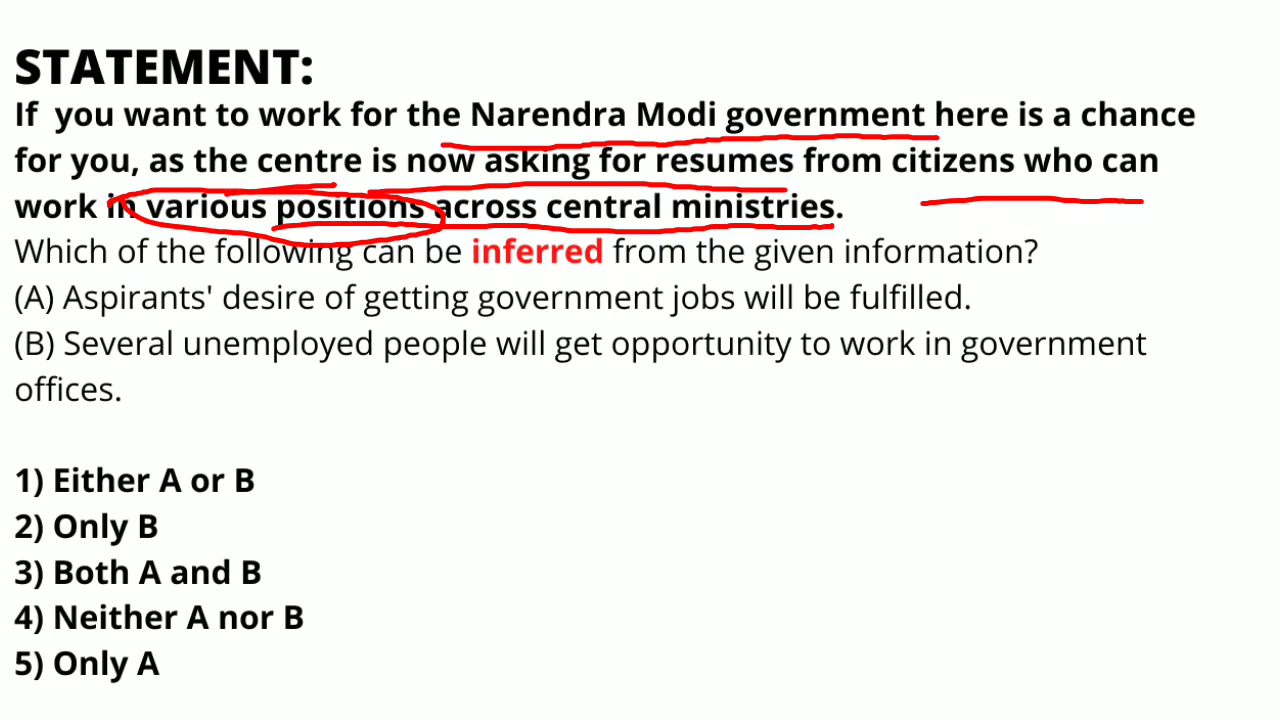 STATEMENT:
If you want to work for the Narendra Modi government here is a chance
for you, as the centre is now asking for resumes from citizens who can
work in various positions across central ministries.
Which of the following can be inferred from the given information?
(A) Aspirants' desire of getting government jobs will be fulfilled.
(B) Several unemployed people will get opportunity to work in government
offices.
1) Either A or B
2) Only B
3) Both A and B
4) Neither A nor B
5) Only A